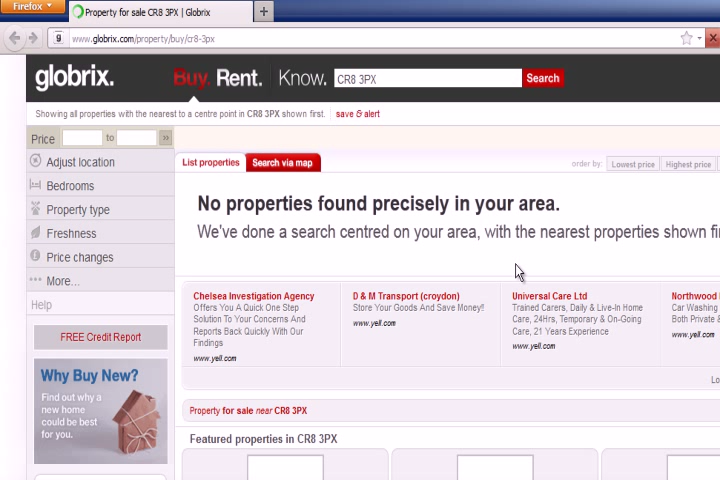 Firefox
Property for sale CR8 3PX | Globrix
+
g www.globrix.com/property/buy/cr8-3px
globrix. Buy. Rent. Know. CR8 3PX Search
Showing all properties with the nearest to a centre point in CR8 3PX shown first. save & alert
Price to »
Adjust location
Bedrooms
Property type
Freshness
Price changes
More...
Help
FREE Credit Report
Why Buy New?
Find out why a
new home
could be best
for you.
List properties Search via map order by: Lowest price Highest price
No properties found precisely in your area.
We've done a search centred on your area, with the nearest properties shown fi
Chelsea Investigation Agency
Offers You A Quick One Step
Solution To Your Concerns And
Reports Back Quickly With Our
Findings
www.yell.com
D & M Transport (croydon)
Store Your Goods And Save Money!!
www.yell.com
Universal Care Ltd
Trained Carers, Daily & Live-In Home
Care, 24Hrs, Temporary & On-Going
Care, 21 Years Experience
www.yell.com
Northwood
Car Washing
Both Private
www.yell.com
Lo
Property for sale near CR8 3PX
Featured properties in CR8 3PX